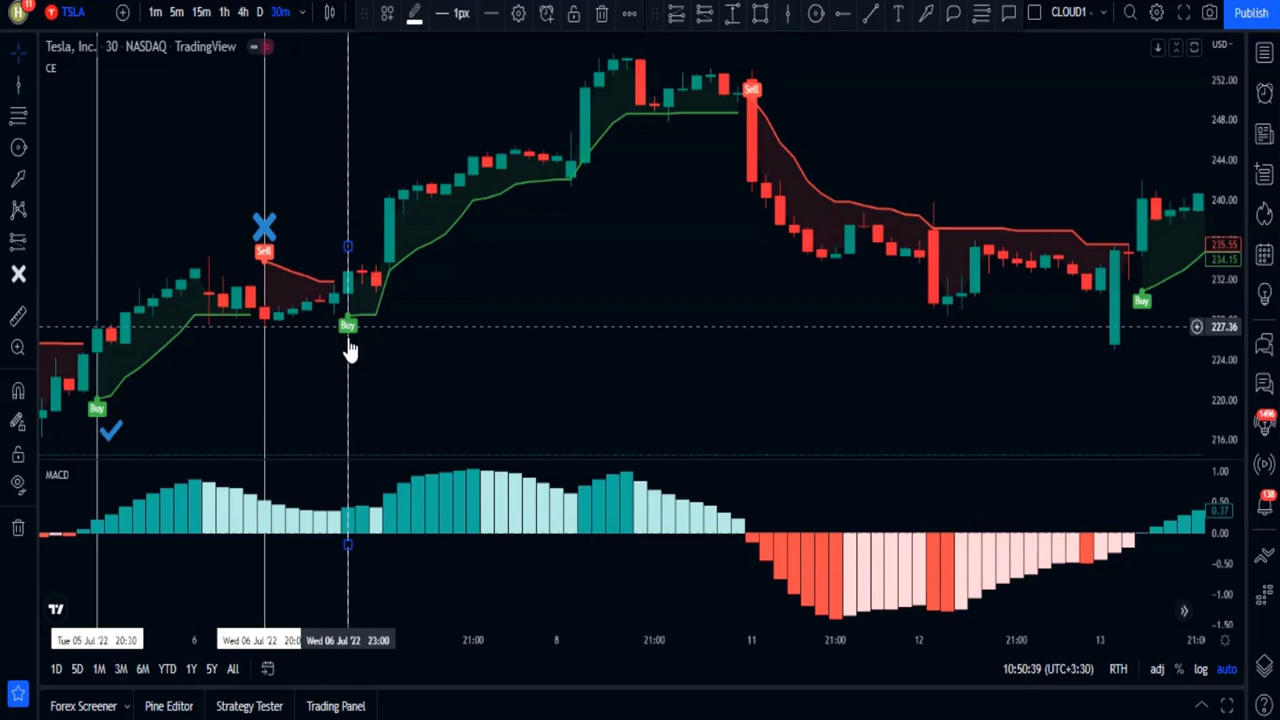 H 11 TSLA 1m 5m 15m 1h 4h D 30m 1px CLOUD1 Publish
Tesla, Inc. · 30 · NASDAQ · TradingView
CE
USD
252.00
248.00
244.00
240.00
235.55
234.15
232.00
227.36
224.00
220.00
216.00
Sell
Sell
Buy
Buy
Buy
MACD
1.00
0.50
0.37
0.00
−0.50
−1.00
−1.50
1496
138
Tue 05 Jul '22 20:30 6 Wed 06 Jul '22 20:0 Wed 06 Jul '22 23:00 21:00 8 21:00 11 21:00 12 21:00 13 21:0
1D 5D 1M 3M 6M YTD 1Y 5Y All 10:50:39 (UTC+3:30) RTH adj % log auto
Forex Screener Pine Editor Strategy Tester Trading Panel